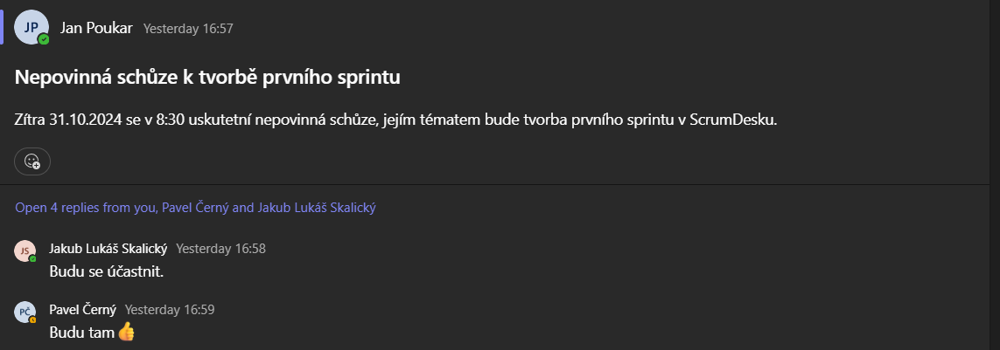 JP
Jan Poukar Yesterday 16:57
Nepovinná schůze k tvorbě prvního sprintu
Zítra 31.10.2024 se v 8:30 uskutetní nepovinná schůze, jejím tématem bude tvorba prvního sprintu v ScrumDesku.
Open 4 replies from you, Pavel Černý and Jakub Lukáš Skalický
JS
Jakub Lukáš Skalický Yesterday 16:58
Budu se účastnit.
PČ
Pavel Černý Yesterday 16:59
Budu tam 👍